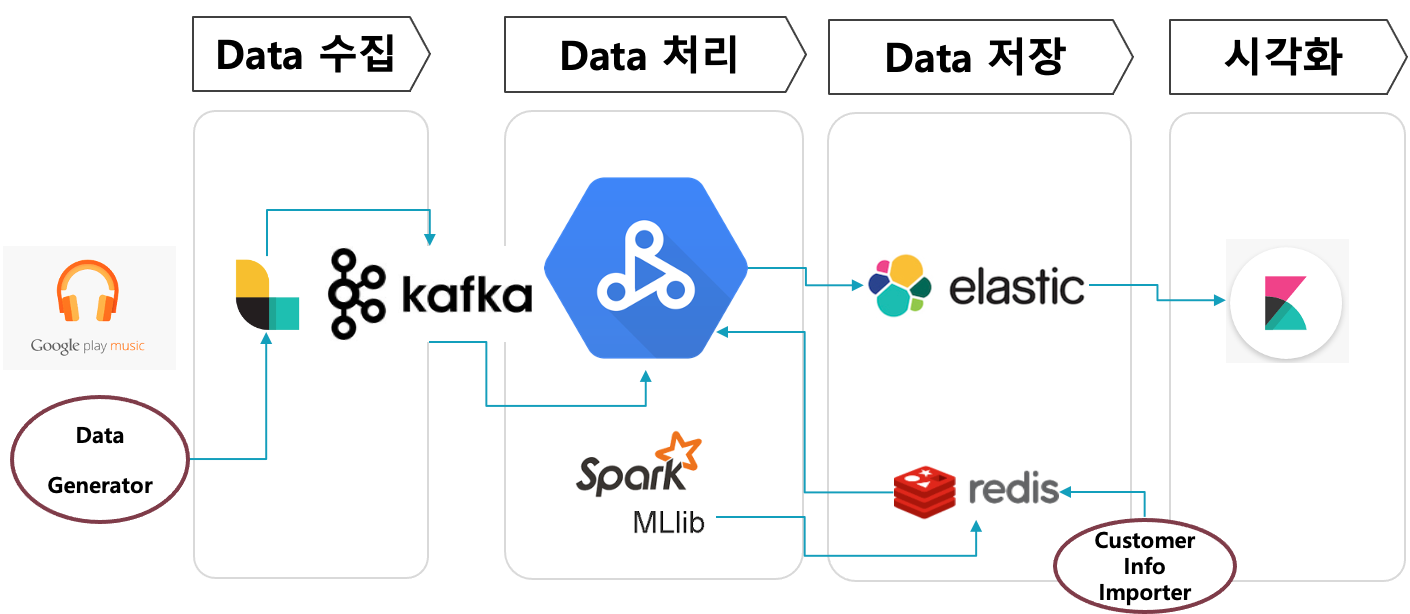 Data 수집
Data 처리
Data 저장
시각화
Google play music
kafka
elastic
Data
Generator
Spark
MLlib
redis
Customer
Info
Importer